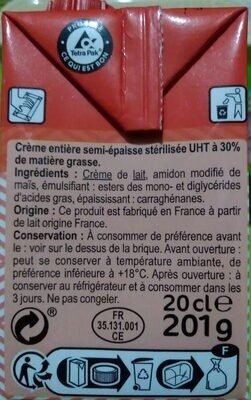 PROTÈGE
Tetra Pak
CE QUI EST BON
Crème entière semi-épaisse stérilisée UHT à 30%
de matière grasse.
Ingrédients : Crème de lait, amidon modifié de
maïs, émulsifiant : esters des mono- et diglycérides
d'acides gras, épaississant : carraghénanes.
Origine : Ce produit est fabriqué en France à partir
de lait origine France.
Conservation : À consommer de préférence avant
le : voir sur le dessus de la brique. Avant ouverture :
peut se conserver à température ambiante, de
préférence inférieure à +18°C. Après ouverture : à
conserver au réfrigérateur et à consommer dans les
3 jours. Ne pas congeler.
20 cl e
201g
FR
35.131.001
CE
F